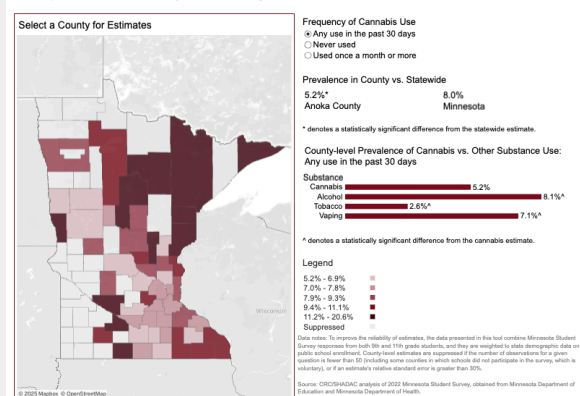 Select a County for Estimates
Frequency of Cannabis Use
Any use in the past 30 days
Never used
Used once a month or more
Prevalence in County vs. Statewide
5.2%* 8.0%
Anoka County Minnesota
* denotes a statistically significant difference from the statewide estimate.
County-level Prevalence of Cannabis vs. Other Substance Use:
Any use in the past 30 days
Substance
Cannabis 5.2%
Alcohol 8.1%^
Tobacco 2.6%^
Vaping 7.1%^
^ denotes a statistically significant difference from the cannabis estimate.
Legend
5.2% - 6.9%
7.0% - 7.8%
7.9% - 9.3%
9.4% - 11.1%
11.2% - 20.6%
Suppressed
Wisconsin
Data notes: To improve the reliability of estimates, the data presented in this tool combines Minnesota Student
Survey responses from both 9th and 11th grade students, and they are weighted to state demographic data on
public school enrollment. County-level estimates are suppressed if the number of observations for a given
question is fewer than 50 (including some counties in which schools did not participate in the survey, which is
voluntary), or if an estimate's relative standard error is greater than 30%.
Source: CRC/SHADAC analysis of 2022 Minnesota Student Survey, obtained from Minnesota Department of
Education and Minnesota Department of Health.
© 2025 Mapbox © OpenStreetMap